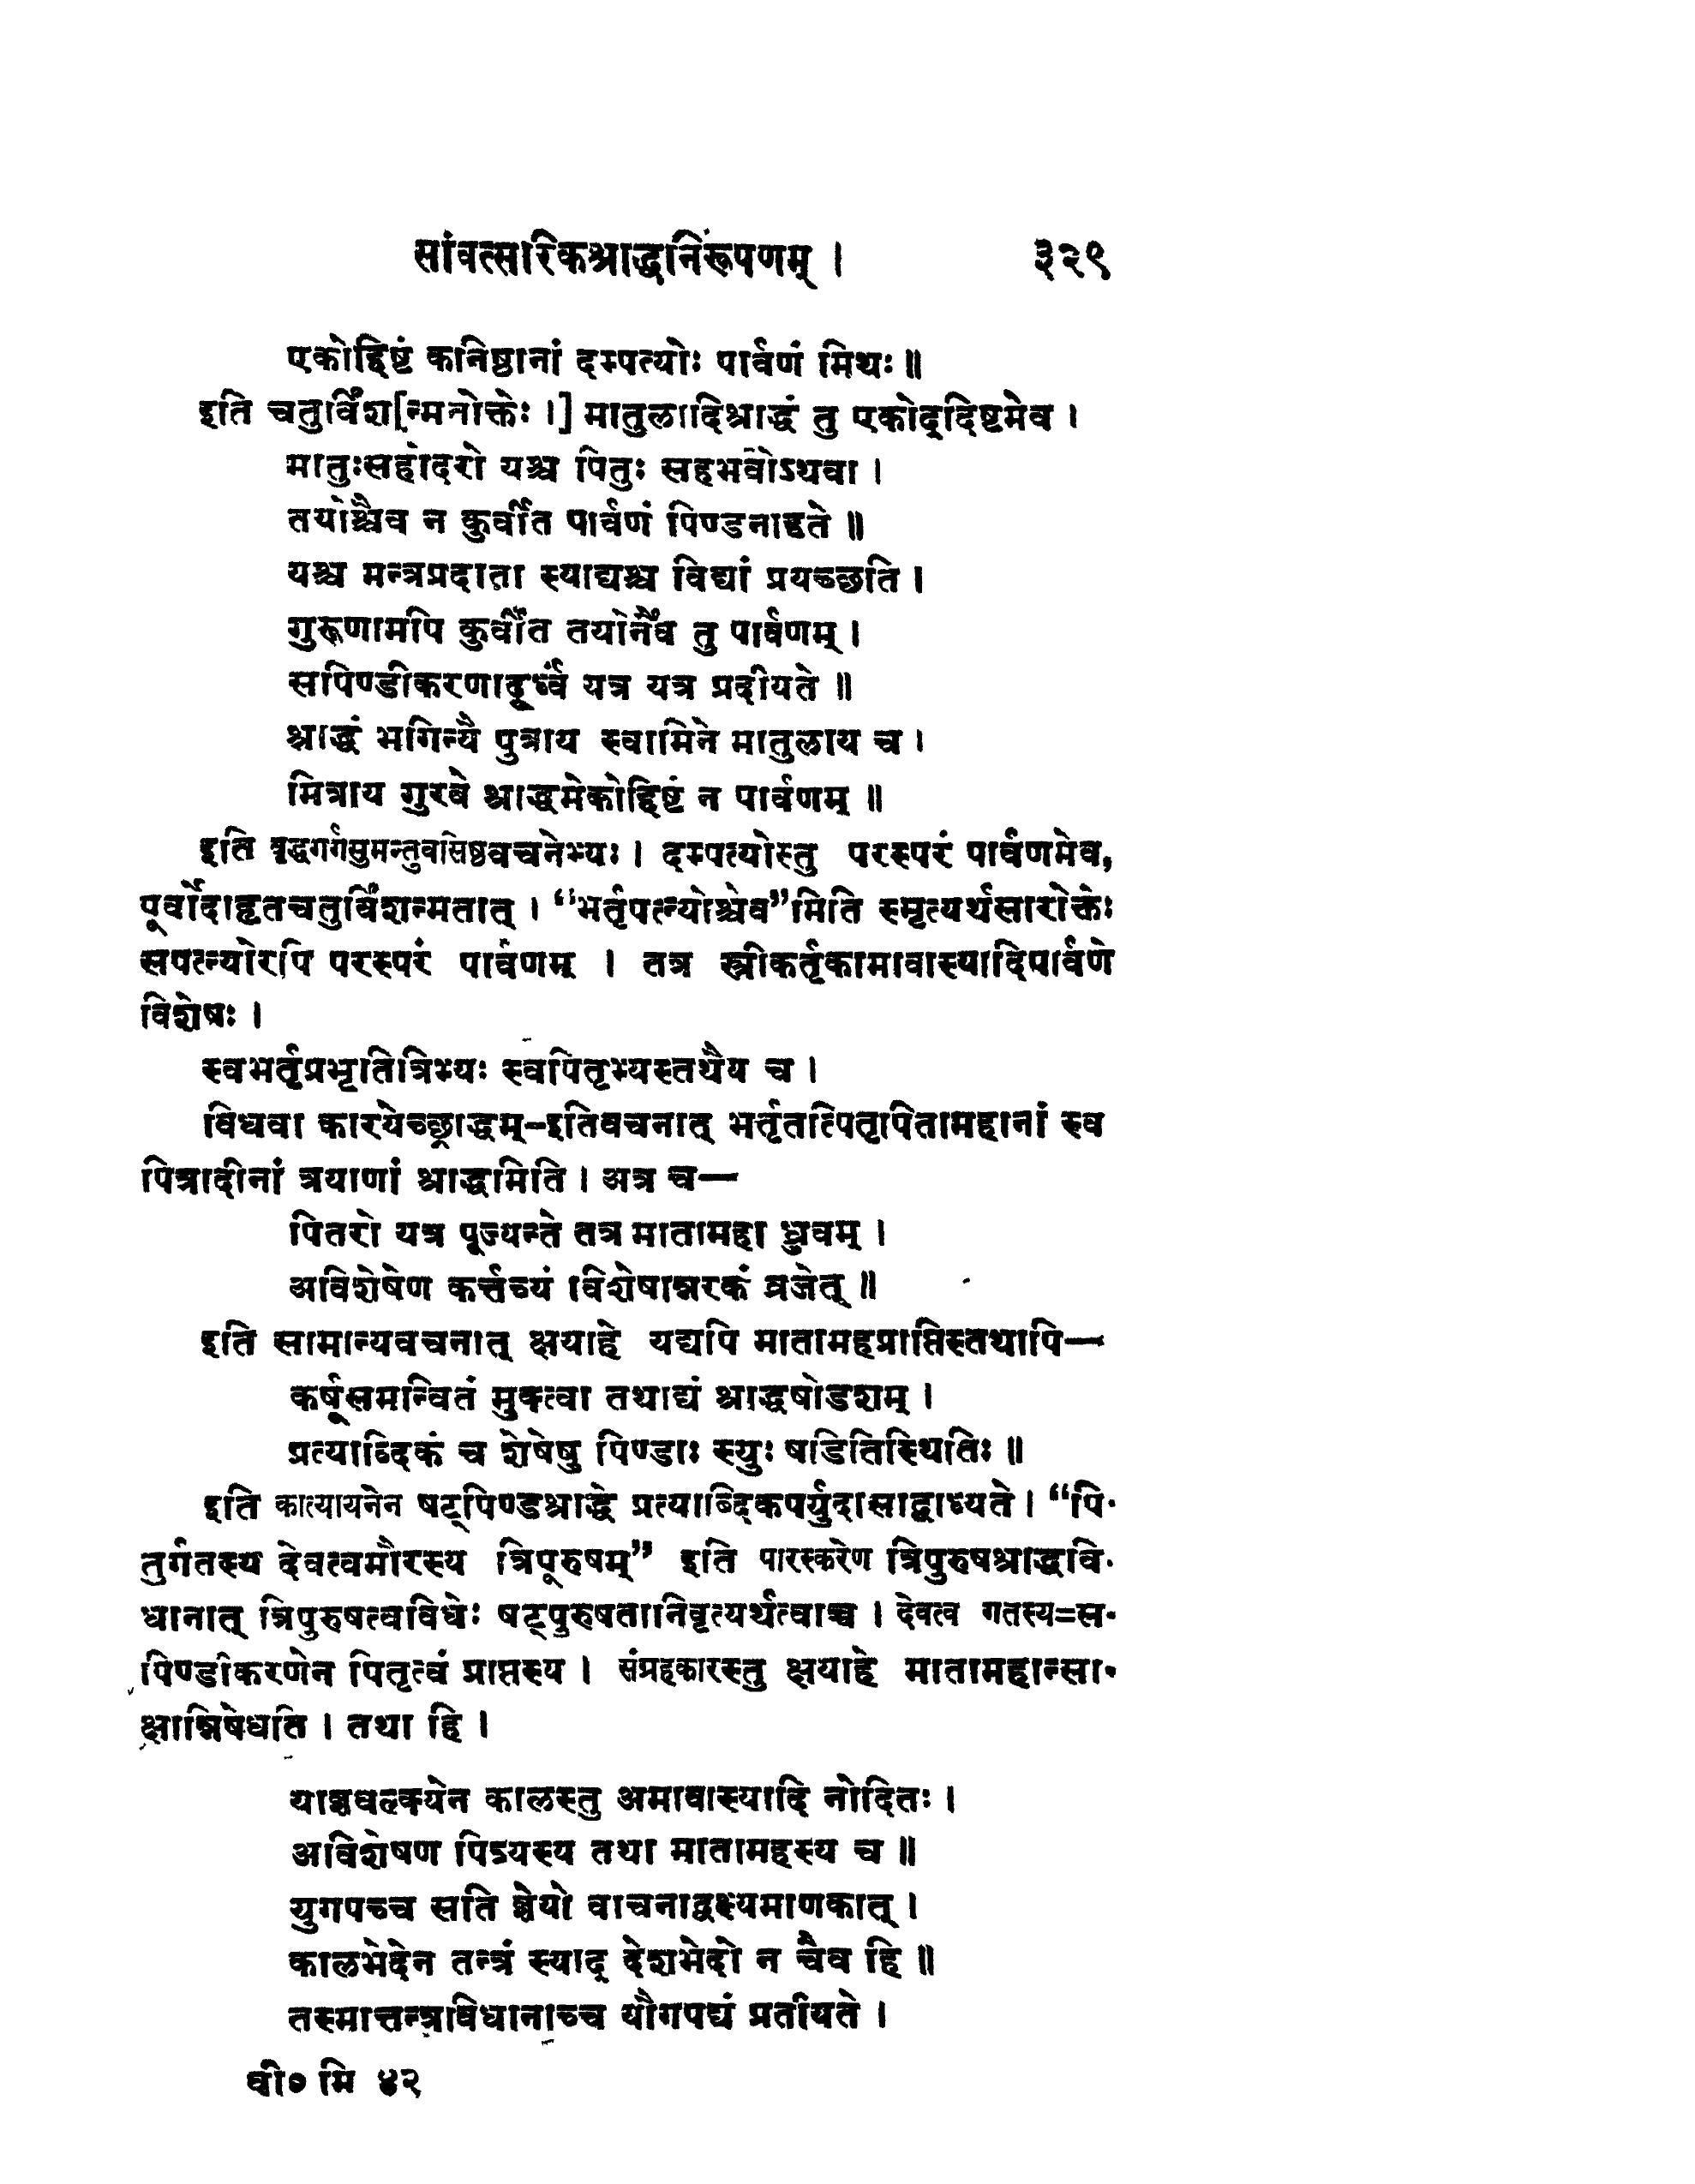 सांवत्सारिकश्राद्धनिरूपणम् । ३२९
एकोद्दिष्टं कनिष्ठानां दम्पत्योः पार्वणं मिथः ॥
इति चतुर्विंश[न्मनोक्तेः ।] मातुलादिश्राद्धं तु एकोद्दिष्टमेव ।
मातुःसहोदरो यश्च पितुः सहभवोऽथवा ।
तयोश्चैव न कुर्वीत पार्वणं पिण्डनादृते ॥
यश्च मन्त्रप्रदाता स्याद्यश्च विद्यां प्रयच्छति ।
गुरूणामपि कुर्वीत तयोर्नैव तु पार्वणम् ।
सपिण्डीकरणादूर्ध्वं यत्र यत्र प्रदीयते ॥
श्राद्धं भगिन्यै पुत्राय स्वामिने मातुलाय च ।
मित्राय गुरवे श्राद्धमेकोद्दिष्टं न पार्वणम् ॥
इति वृद्धगर्गसुमन्तुवसिष्ठवचनेभ्यः । दम्पत्योस्तु परस्परं पार्वणमेव,
पूर्वोदाहृतचतुर्विंशन्मतात् । “भर्तृपत्न्योश्चेव”मिति स्मृत्यर्थसारोक्तेः
सपत्न्योरपि परस्परं पार्वणम् । तत्र स्त्रीकर्तृकामावास्यादिपार्वणे
विशेषः ।
स्वभर्तृप्रभृतित्रिभ्यः स्वपितृभ्यस्तथैय च ।
विधवा कारयेच्छ्राद्धम्-इतिवचनात् भर्तृतत्पितृपितामहानां स्व
पित्रादीनां त्रयाणां श्राद्धमिति । अत्र च—
पितरो यत्र पूज्यन्ते तत्र मातामहा ध्रुवम् ।
अविशेषेण कर्त्तव्यं विशेषान्नरकं व्रजेत् ॥
इति सामान्यवचनात् क्षयाहे यद्यपि मातामहप्राप्तिस्तथापि—
कर्षूसमन्वितं मुक्त्वा तथाद्यं श्राद्धषोडशम् ।
प्रत्याब्दिकं च शेषेषु पिण्डाः स्युः षडितिस्थितिः ॥
इति कात्यायनेन षट्पिण्डश्राद्धे प्रत्याब्दिकपर्युदासाद्बाध्यते । “पि-
तुर्गतस्य देवत्वमौरस्य त्रिपूरुषम्” इति पारस्करेण त्रिपुरुषश्राद्धवि-
धानात् त्रिपुरुषत्वविधेः षट्पुरुषतानिवृत्यर्थत्वाच्च । देवत्व गतस्य=स-
पिण्डीकरणेन पितृत्वं प्राप्तस्य । संग्रहकारस्तु क्षयाहे मातामहान्सा-
क्षान्निषेधति । तथा हि ।
याज्ञवल्क्येन कालस्तु अमावास्यादि नोदितः ।
अविशेषण पित्र्यस्य तथा मातामहस्य च ॥
युगपच्च सति ज्ञेयो वाचनाद्वक्ष्यमाणकात् ।
कालभेदेन तन्त्रं स्याद् देशभेदो न चैव हि ॥
तस्मात्तन्त्रविधानाच्च यौगपद्यं प्रतीयते ।
वी० मि ४२